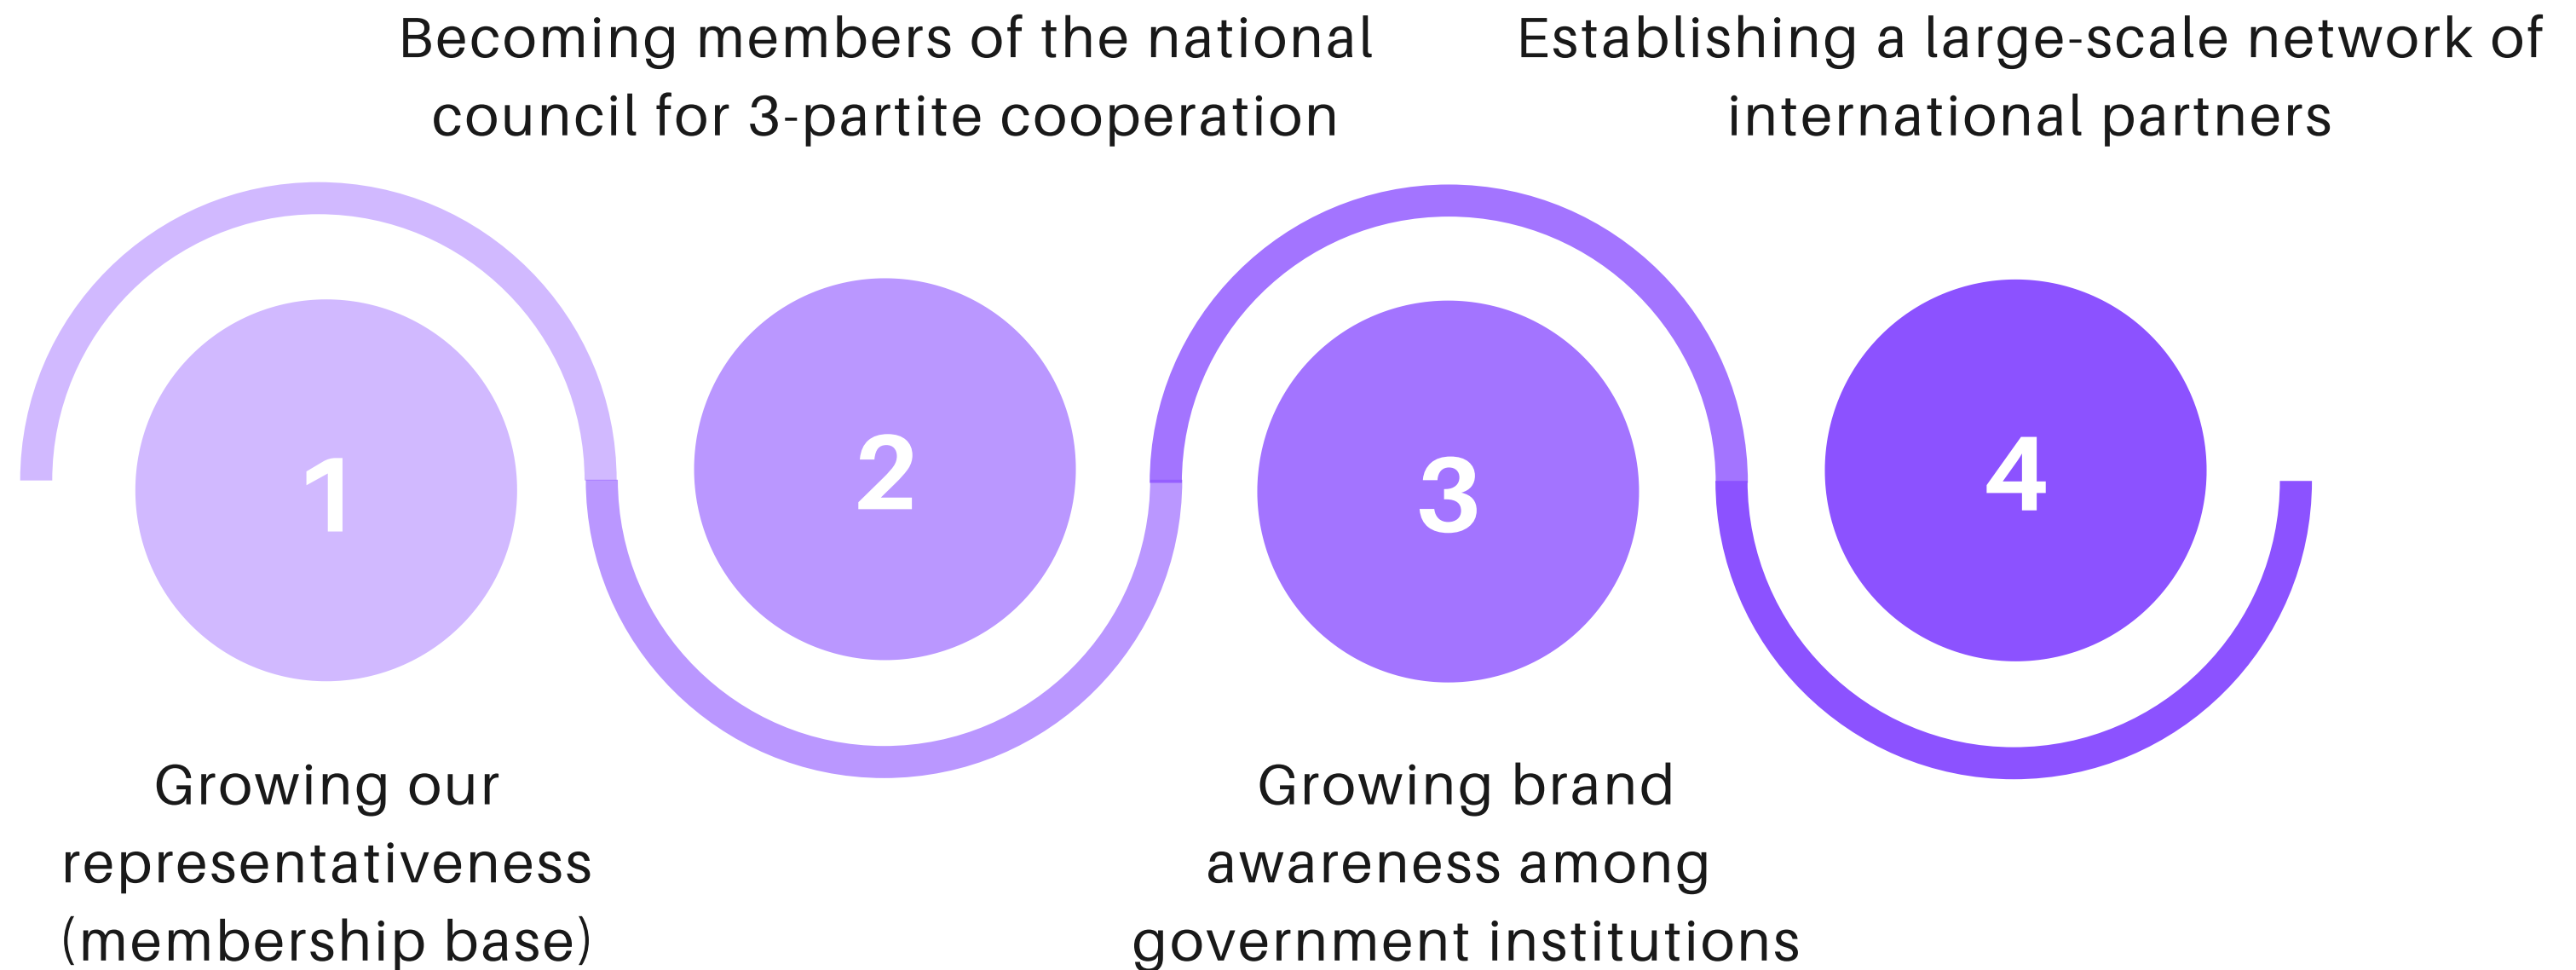 Becoming members of the national
council for 3-partite cooperation
Establishing a large-scale network of
international partners
1
2
3
4
Growing our
representativeness
(membership base)
Growing brand
awareness among
government institutions